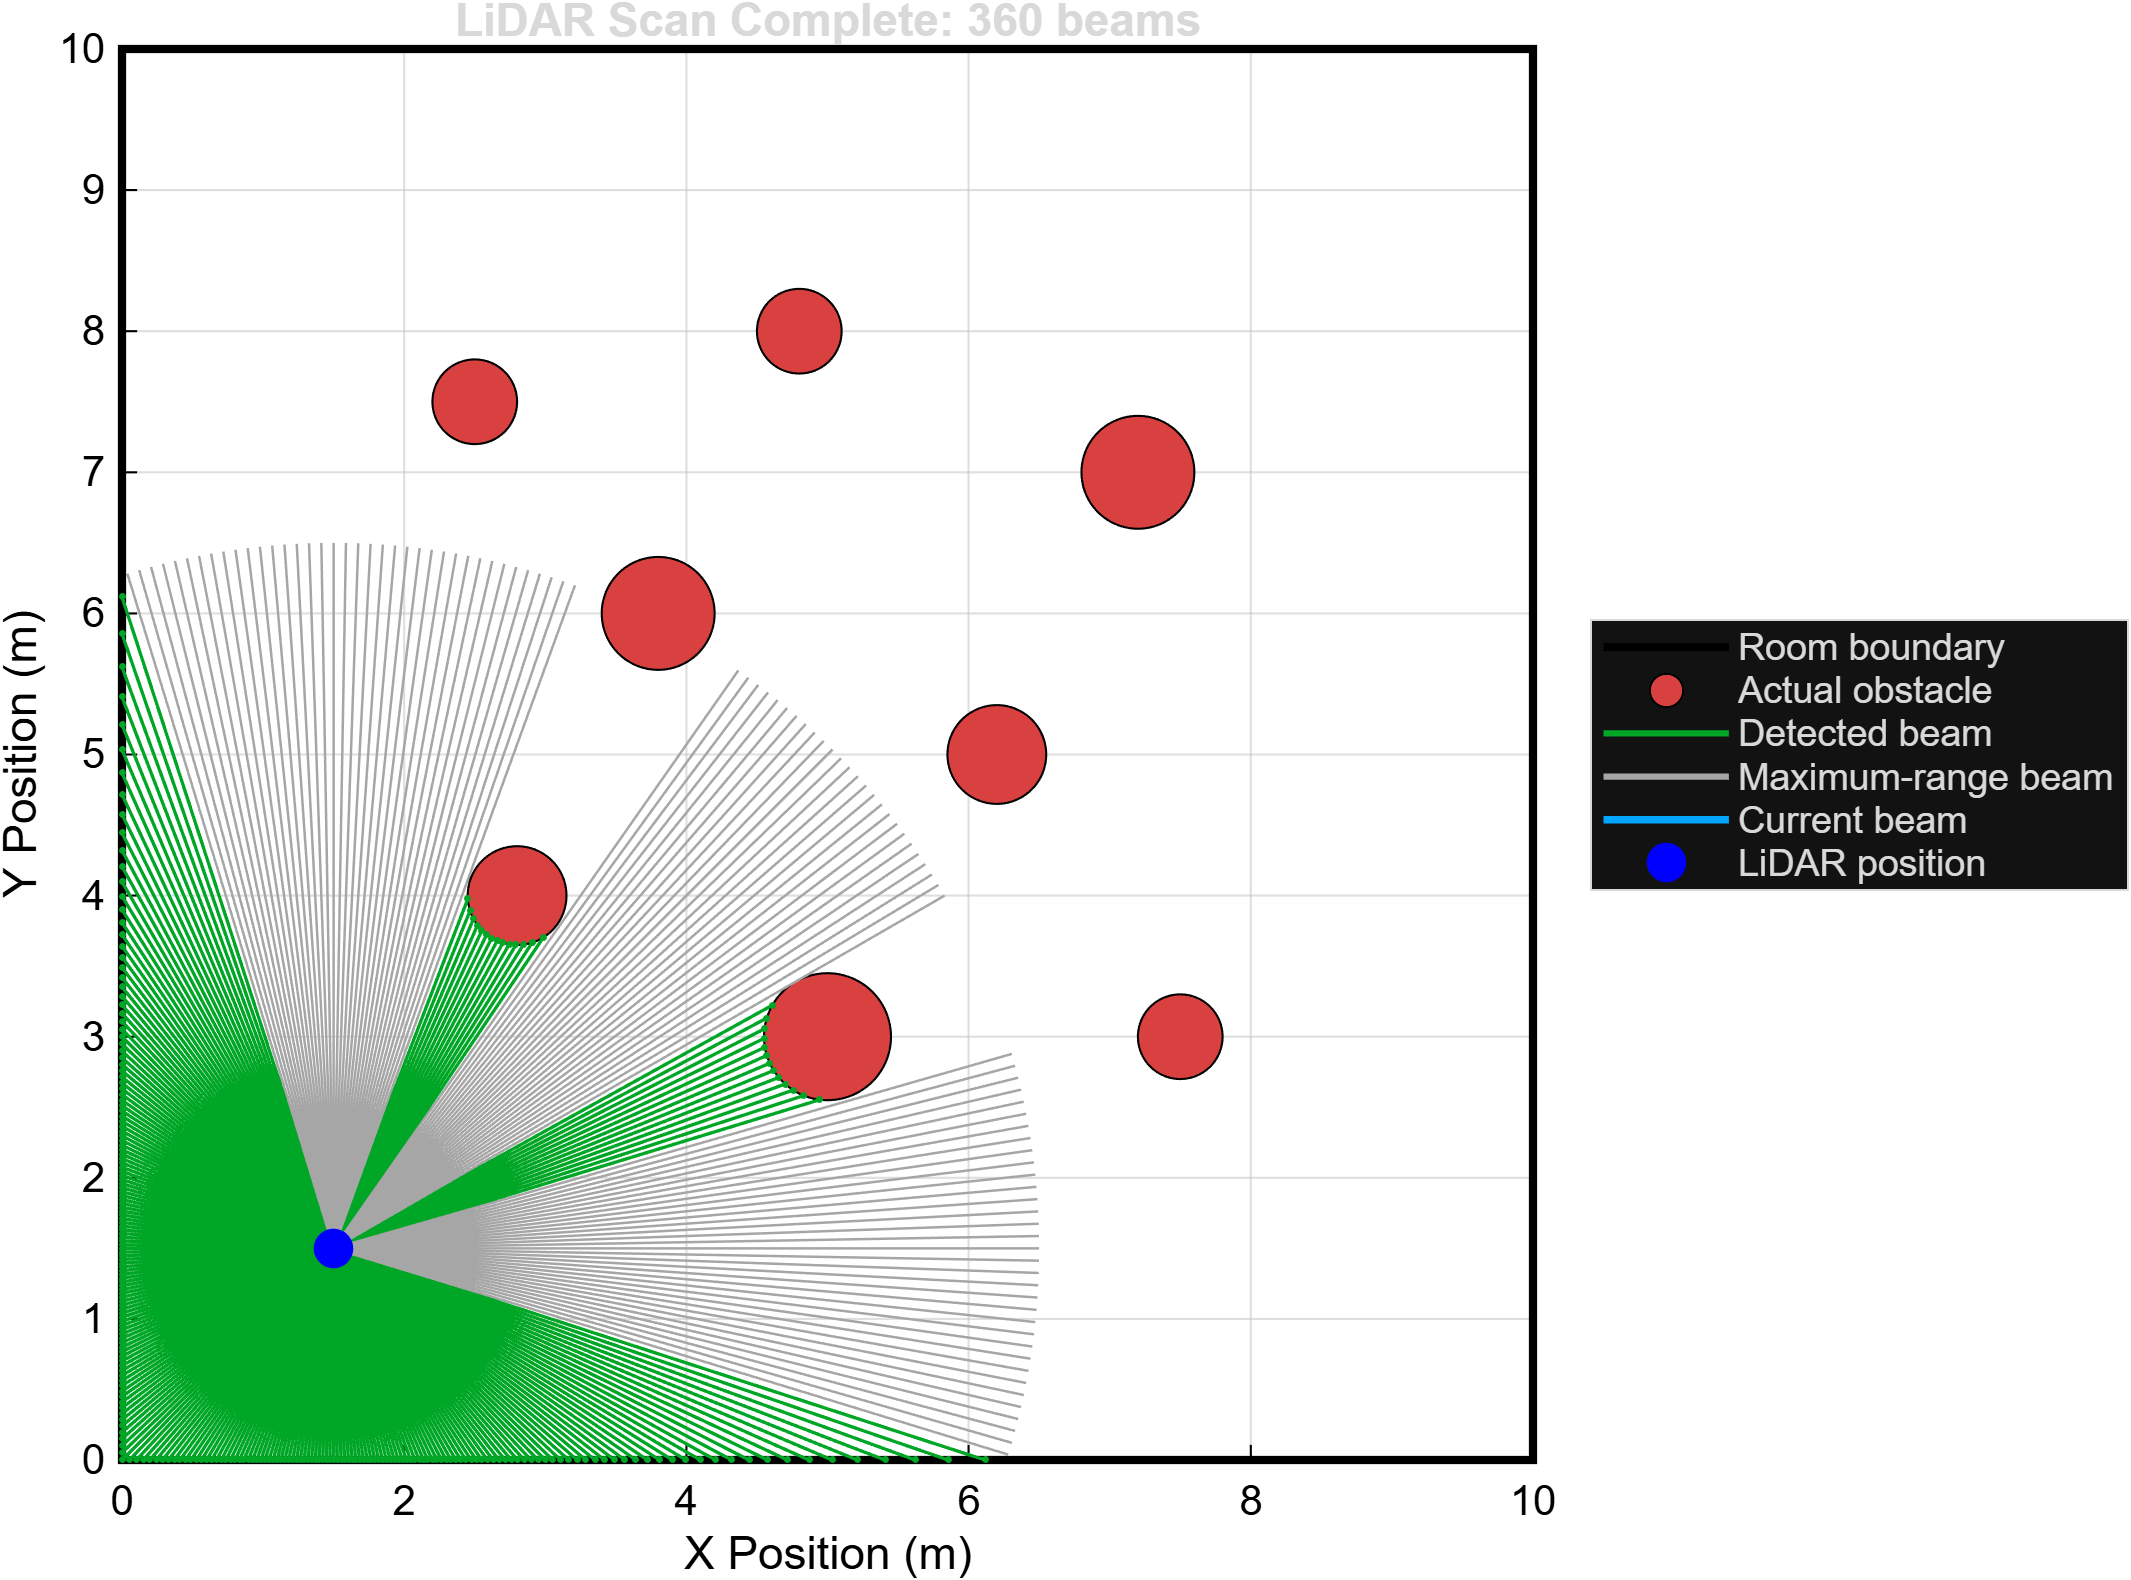 LiDAR Scan Complete: 360 beams
10
9
8
7
6
5
4
3
2
1
0
Y Position (m)
0 2 4 6 8 10
X Position (m)
Room boundary
Actual obstacle
Detected beam
Maximum-range beam
Current beam
LiDAR position